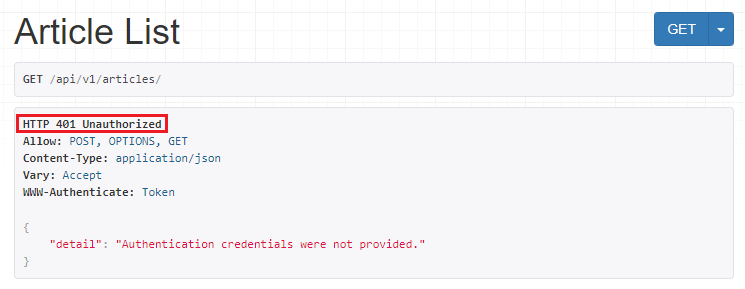 Article List
GET
GET /api/v1/articles/
HTTP 401 Unauthorized
Allow: POST, OPTIONS, GET
Content-Type: application/json
Vary: Accept
WWW-Authenticate: Token
{
"detail": "Authentication credentials were not provided."
}